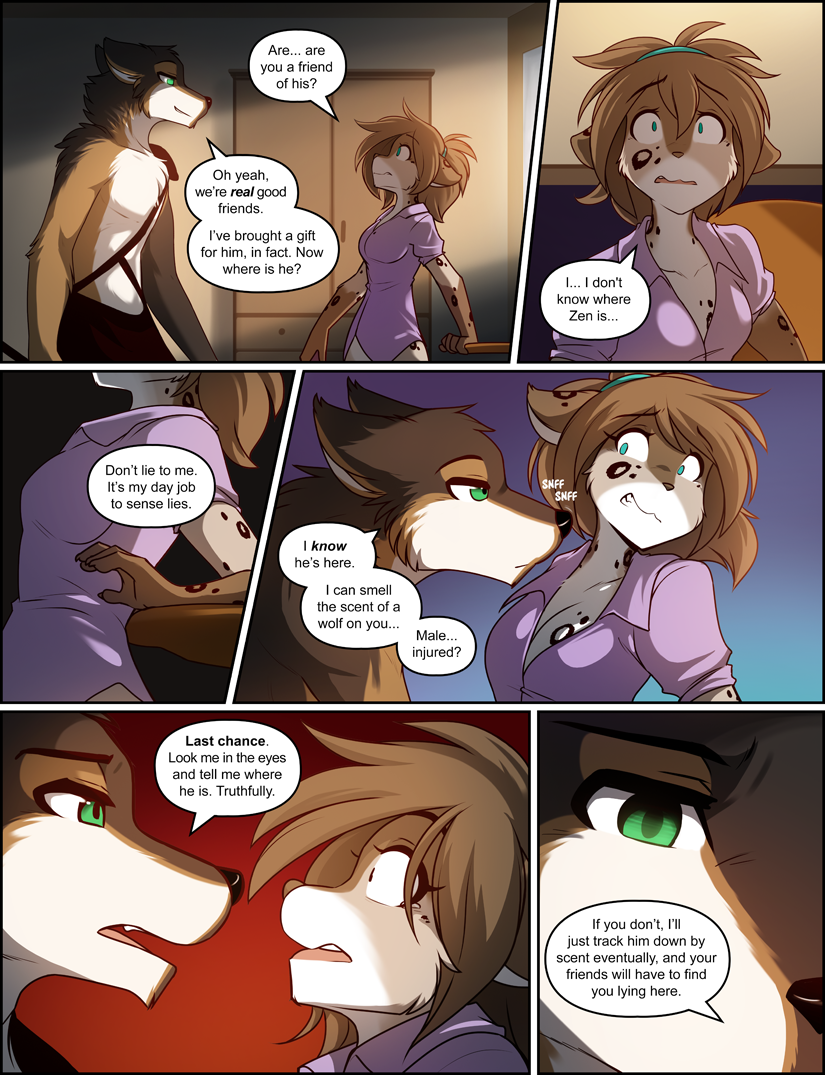 Are... are
you a friend
of his?
Oh yeah,
we're real good
friends.
I've brought a gift
for him, in fact. Now
where is he?
I... I don't
know where
Zen is...
Don't lie to me.
It's my day job
to sense lies.
I know
he's here.
I can smell
the scent of a
wolf on you...
Male...
injured?
SNFF
SNFF
Last chance.
Look me in the eyes
and tell me where
he is. Truthfully.
If you don't, I'll
just track him down by
scent eventually, and your
friends will have to find
you lying here.